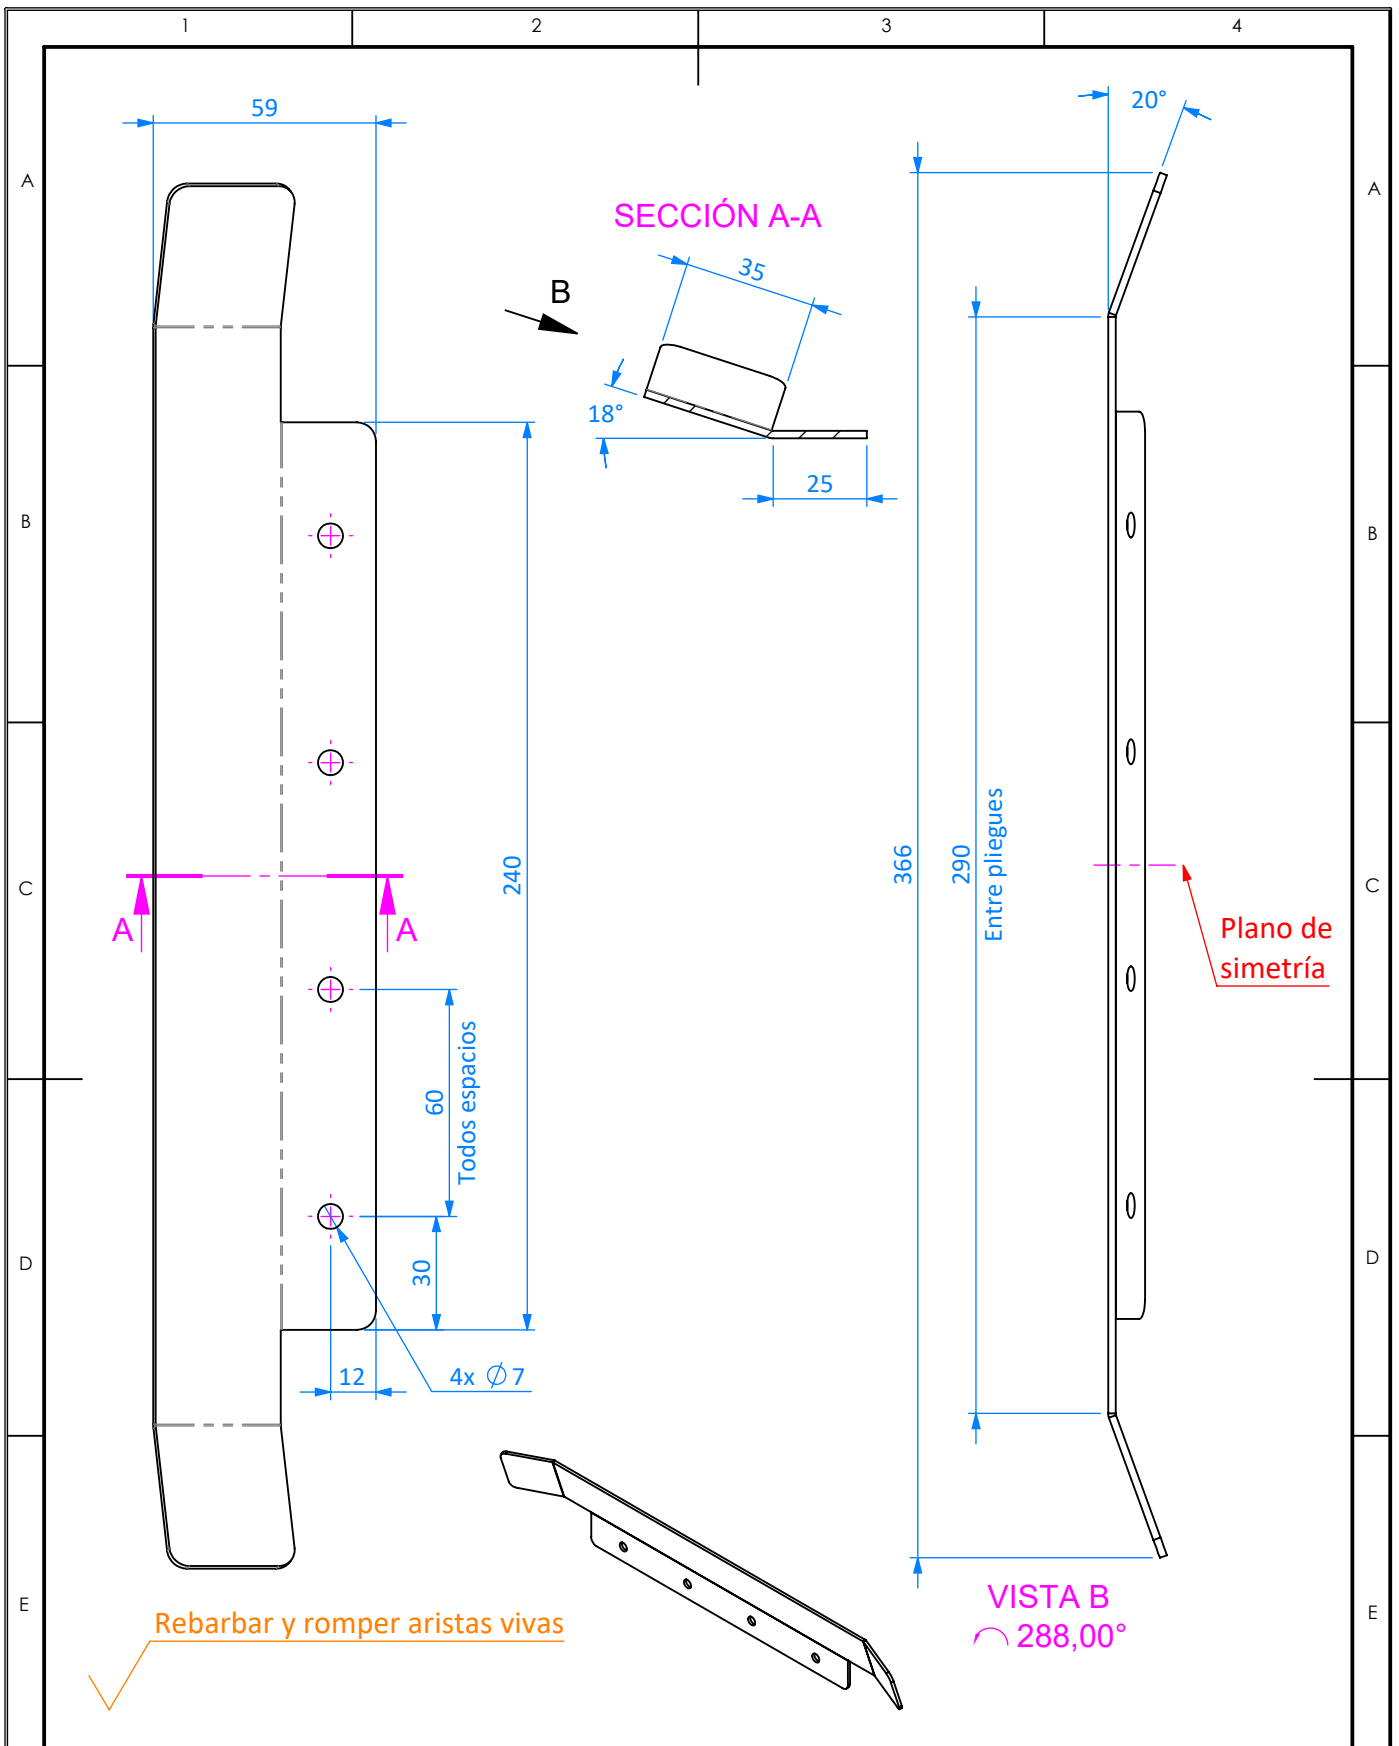 1 2 3 4
A A
59
20°
SECCIÓN A-A
35
B
18°
25
B B
240
366
290
Entre pliegues
C C
A A
Plano de
simetría
60
Todos espacios
30
D D
12
4x ∅7
VISTA B
288,00°
E E
Rebarbar y romper aristas vivas